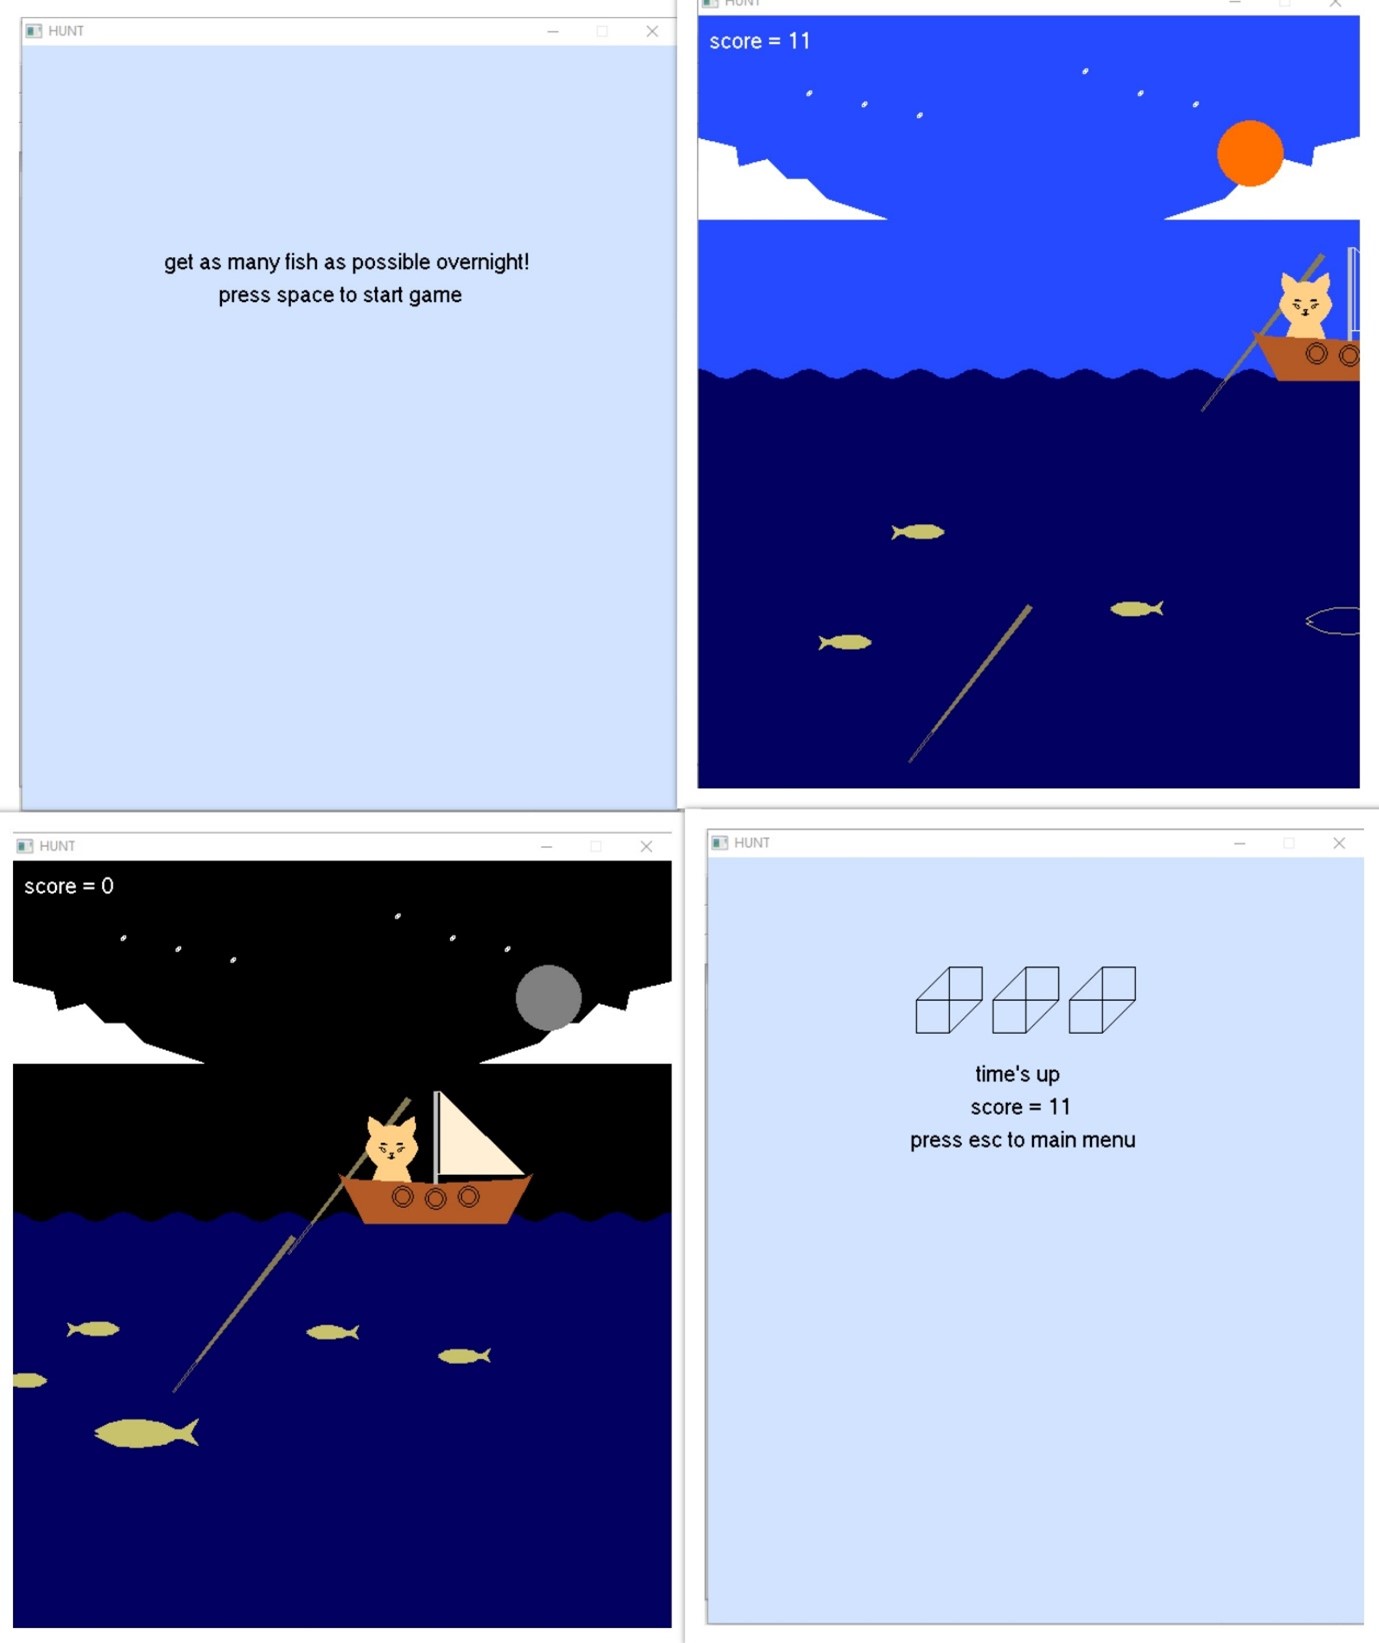 HUNT
get as many fish as possible overnight!
press space to start game
HUNT
score = 11
HUNT
score = 0
HUNT
time's up
score = 11
press esc to main menu